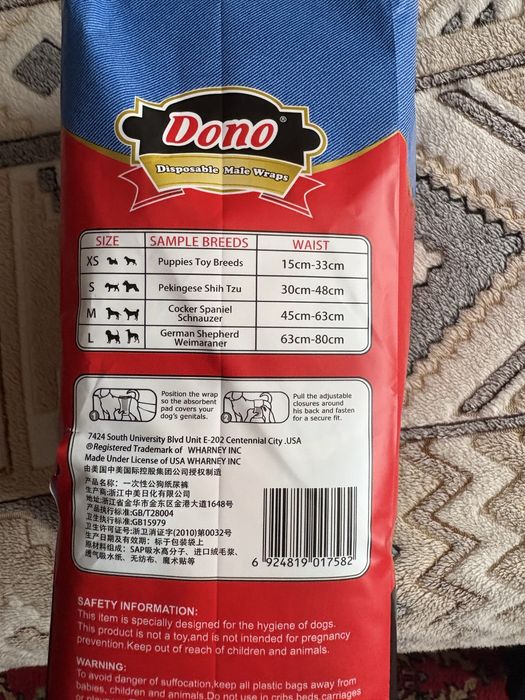 Dono®
Disposable Male Wraps
SIZE SAMPLE BREEDS WAIST
XS Puppies Toy Breeds 15cm-33cm
S Pekingese Shih Tzu 30cm-48cm
M Cocker Spaniel Schnauzer 45cm-63cm
L German Shepherd Weimaraner 63cm-80cm
Position the wrap
so the absorbent
pad covers your
dog's genitals.
Pull the adjustable
closures around
his back and fasten
for a secure fit.
7424 South University Blvd Unit E-202 Centennial City .USA
@Registered Trademark of WHARNEY INC
Made Under License of USA WHARNEY INC
由美国中美国际控股集团公司授权制造
产品名称: 一次性公狗纸尿裤
生产商:浙江中美日化有限公司
地址:浙江省金华市金东区金港大道1648号
产品执行标准:GB/T28004
卫生执行标准:GB15979
卫生许可证号:浙卫消证字(2010)第0032号
生产日期及有效期: 标于包装袋上
原材料组成: SAP吸水高分子、进口绒毛浆、
透气吸水纸、无纺布、魔术贴等
6 924819 017582
SAFETY INFORMATION:
This item is specially designed for the hygiene of dogs.
This product is not a toy,and is not intended for pregnancy
prevention.Keep out of reach of children and animals.
WARNING:
To avoid danger of suffocation,keep all plastic bags away from
babies, children and animals.Do not use in cribs,beds,carriages